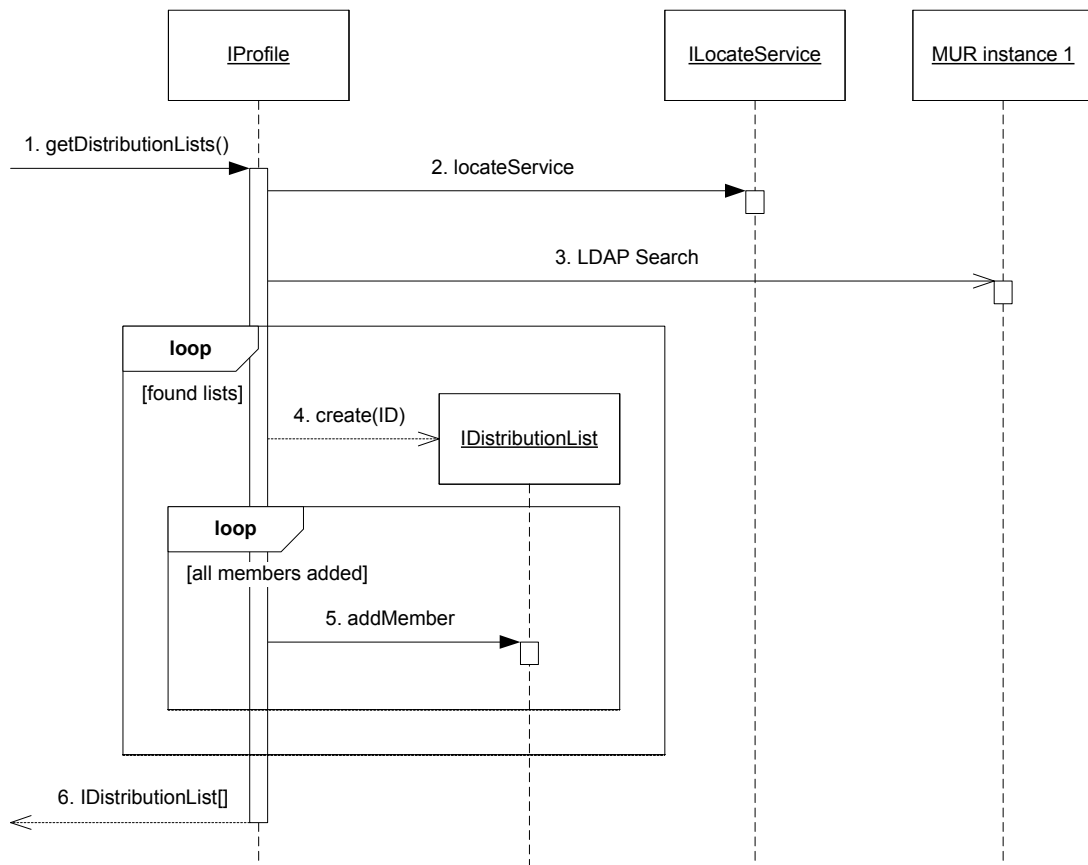 IProfile
ILocateService
MUR instance 1
1. getDistributionLists()
2. locateService
3. LDAP Search
loop
[found lists]
4. create(ID)
IDistributionList
loop
[all members added]
5. addMember
6. IDistributionList[]